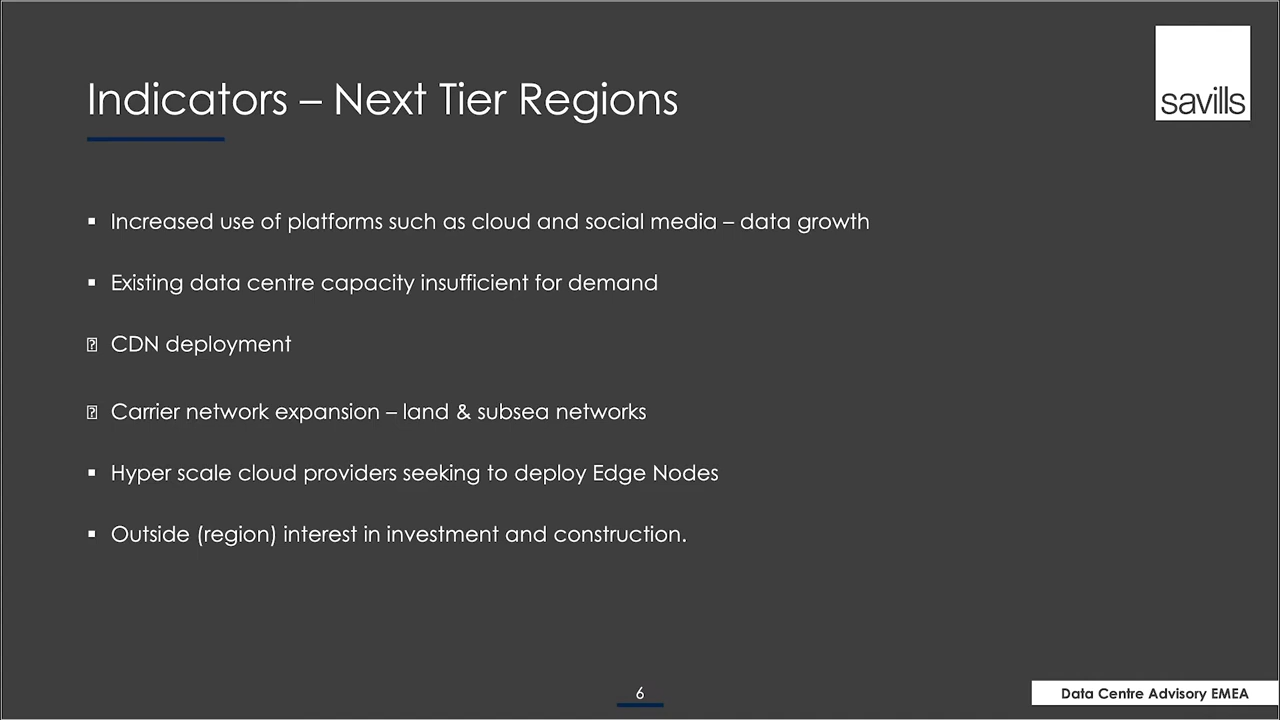 Indicators – Next Tier Regions
savills
▪ Increased use of platforms such as cloud and social media – data growth
▪ Existing data centre capacity insufficient for demand
⍰ CDN deployment
⍰ Carrier network expansion – land & subsea networks
▪ Hyper scale cloud providers seeking to deploy Edge Nodes
▪ Outside (region) interest in investment and construction.
6
Data Centre Advisory EMEA